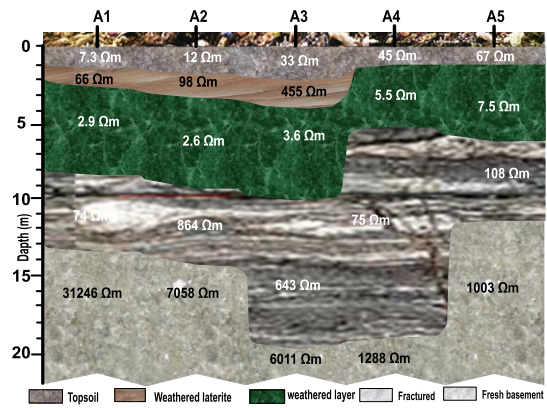 A1 A2 A3 A4 A5
0
7.3 Ωm 12 Ωm 33 Ωm 45 Ωm 67 Ωm
66 Ωm 98 Ωm 455 Ωm
5.5 Ωm 7.5 Ωm
5
2.9 Ωm 2.6 Ωm 3.6 Ωm
108 Ωm
10
74 Ωm 864 Ωm 75 Ωm
15
31246 Ωm 7058 Ωm 643 Ωm 1003 Ωm
20
6011 Ωm 1288 Ωm
Dapth (m)
Topsoil Weathered laterite weathered layer Fractured Fresh basement